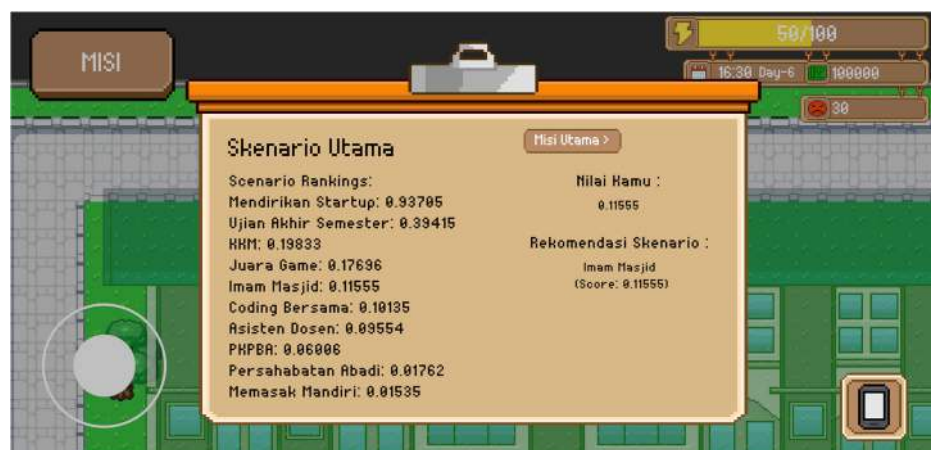 MISI
50/100
16:30 Day-6
100000
30
Skenario Utama
Misi Utama >
Scenario Rankings:
Mendirikan Startup: 0.93705
Ujian Akhir Semester: 0.39415
KKM: 0.19833
Juara Game: 0.17696
Imam Masjid: 0.11555
Coding Bersama: 0.10135
Asisten Dosen: 0.09554
PKPBA: 0.06006
Persahabatan Abadi: 0.01762
Memasak Mandiri: 0.01535
Nilai Kamu :
0.11555
Rekomendasi Skenario :
Imam Masjid
(Score: 0.11555)